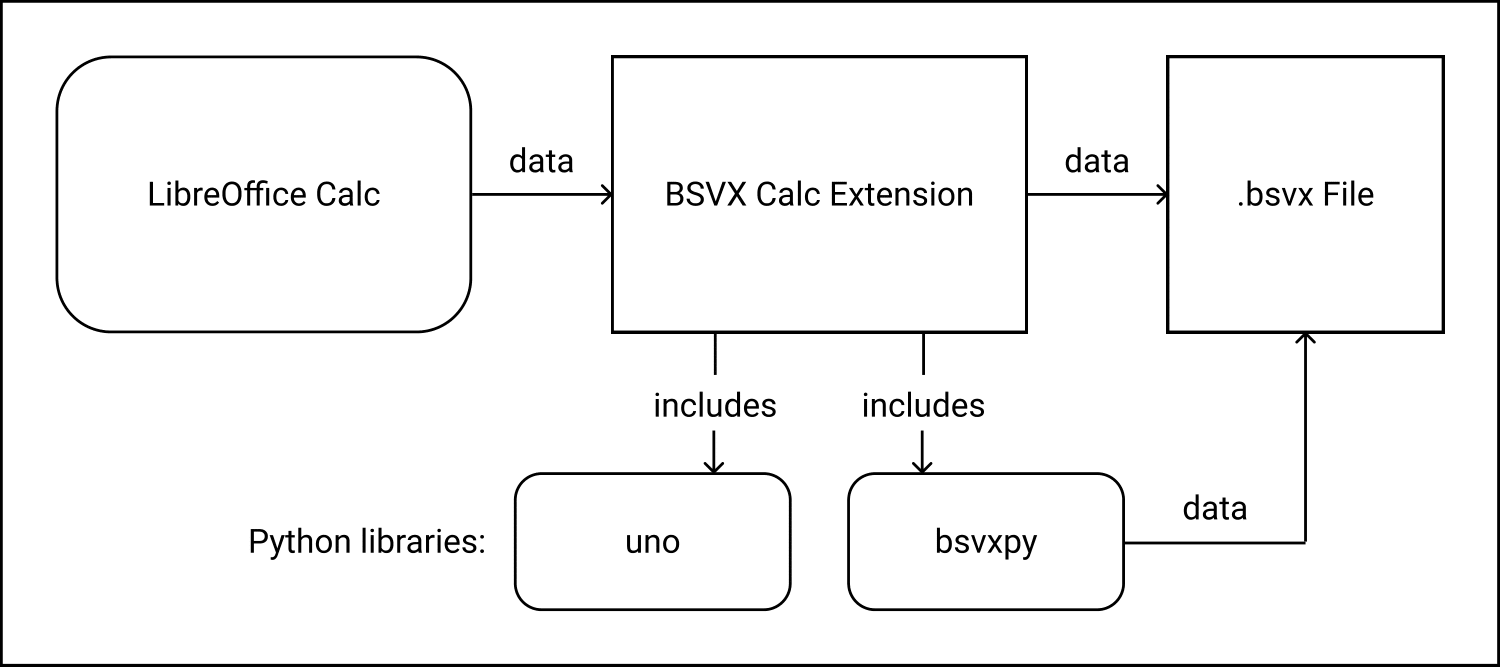 data
data
LibreOffice Calc
BSVX Calc Extension
.bsvx File
includes
includes
data
Python libraries:
uno
bsvxpy